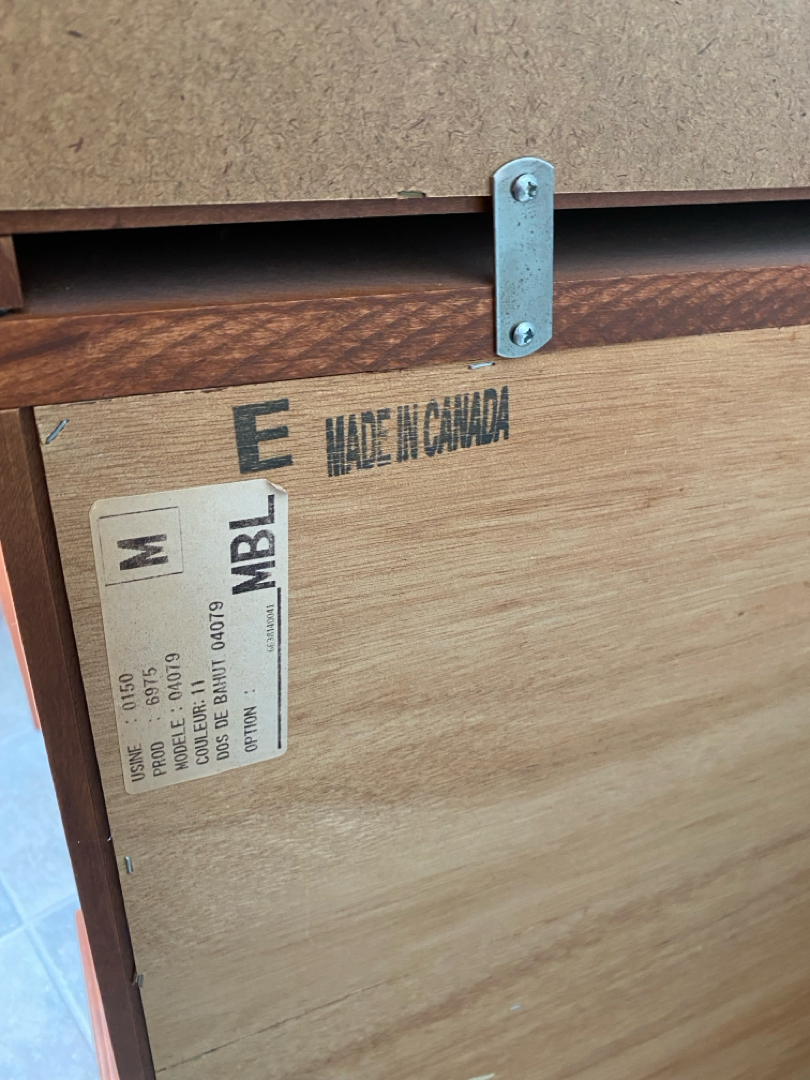 E
MADE IN CANADA
M
USINE : 0150
PROD : 6975
MODELE : 04079
COULEUR: 11
DOS DE BAHUT 04079
OPTION :
MBL